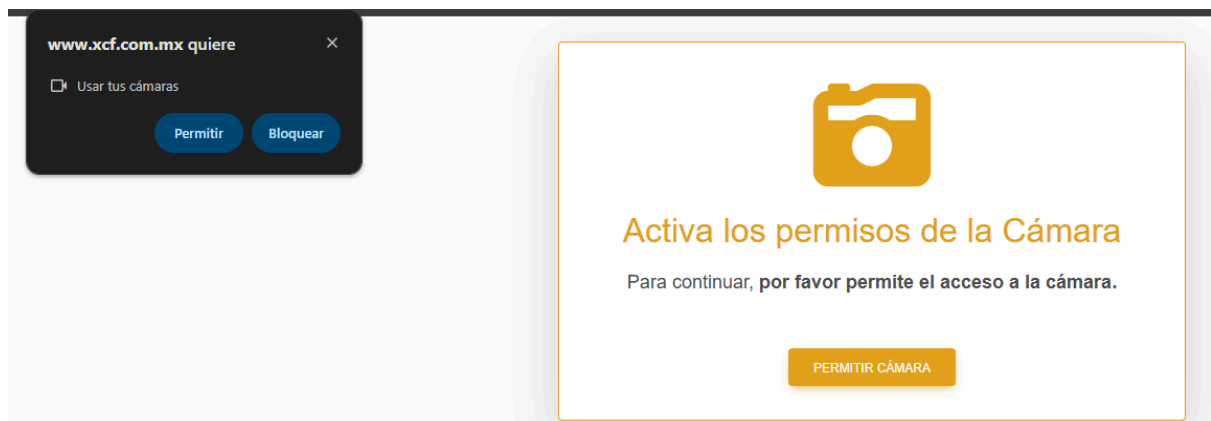 www.xcf.com.mx quiere
Usar tus cámaras
Permitir
Bloquear
Activa los permisos de la Cámara
Para continuar, por favor permite el acceso a la cámara.
PERMITIR CÁMARA